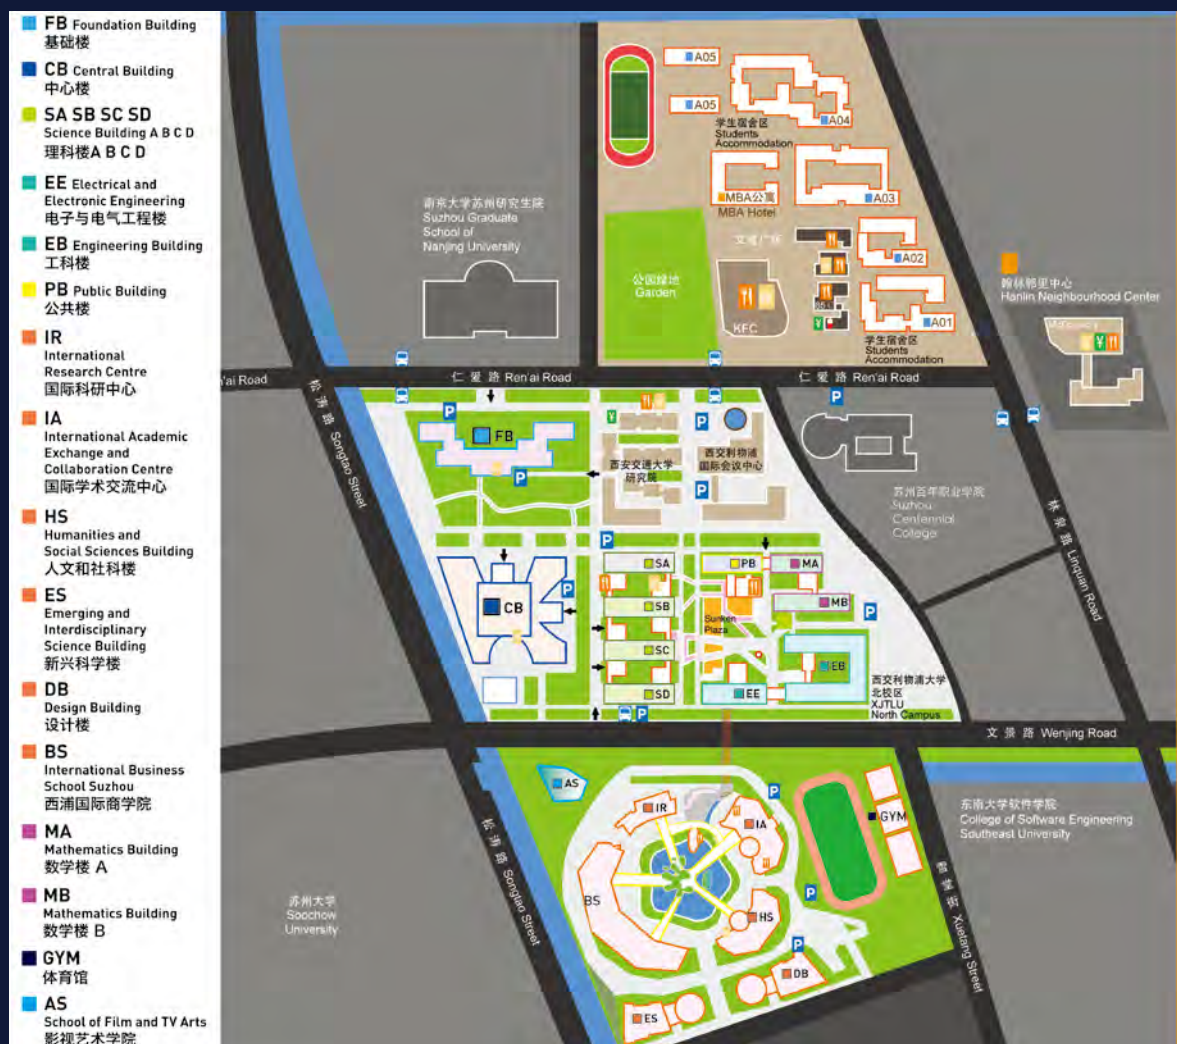 FB Foundation Building
基础楼
CB Central Building
中心楼
SA SB SC SD
Science Building A B C D
理科楼A B C D
EE Electrical and
Electronic Engineering
电子与电气工程楼
EB Engineering Building
工科楼
PB Public Building
公共楼
IR
International
Research Centre
国际科研中心
IA
International Academic
Exchange and
Collaboration Centre
国际学术交流中心
HS
Humanities and
Social Sciences Building
人文和社科楼
ES
Emerging and
Interdisciplinary
Science Building
新兴科学楼
DB
Design Building
设计楼
BS
International Business
School Suzhou
西浦国际商学院
MA
Mathematics Building
数学楼 A
MB
Mathematics Building
数学楼 B
GYM
体育馆
AS
School of Film and TV Arts
影视艺术学院
A05
A05
A04
学生宿舍区
Students
Accommodation
MBA公寓
MBA Hotel
A03
南京大学苏州研究生院
Suzhou Graduate
School of
Nanjing University
A02
公园绿地
Garden
KFC
A01
学生宿舍区
Students
Accommodation
翰林邻里中心
Hanlin Neighbourhood Center
n'ai Road
仁爱路 Ren'ai Road
仁爱路 Ren'ai Road
松涛路 Songtao Street
P
P
P
FB
西安交通大学
研究院
西交利物浦
国际会议中心
P
P
苏州百年职业学院
Suzhou
Centennial
College
林泉路 Linquan Road
P
SA
PB
MA
P
CB
SB
MB
P
Sunken
Plaza
SC
EB
SD
EE
西交利物浦大学
北校区
XJTLU
North Campus
P
文景路 Wenjing Road
AS
IR
IA
P
GYM
东南大学软件学院
College of Software Engineering
Southeast University
松涛路 Songtao Street
BS
HS
P
苏州大学
Soochow
University
P
DB
ES
Xuetang Street